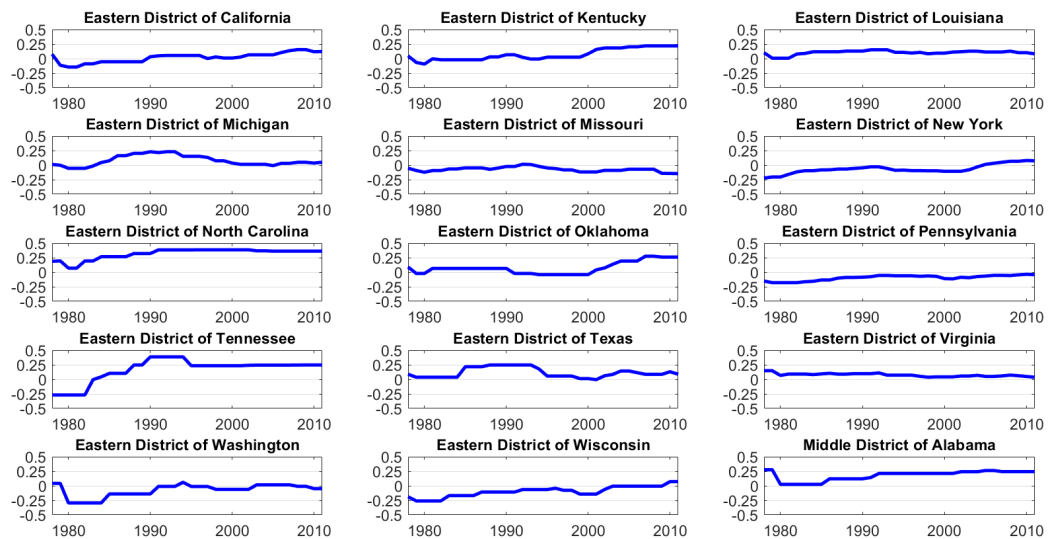 Eastern District of California
0.5
0.25
0
-0.25
-0.5
1980 1990 2000 2010
Eastern District of Kentucky
0.5
0.25
0
-0.25
-0.5
1980 1990 2000 2010
Eastern District of Louisiana
0.5
0.25
0
-0.25
-0.5
1980 1990 2000 2010
Eastern District of Michigan
0.5
0.25
0
-0.25
-0.5
1980 1990 2000 2010
Eastern District of Missouri
0.5
0.25
0
-0.25
-0.5
1980 1990 2000 2010
Eastern District of New York
0.5
0.25
0
-0.25
-0.5
1980 1990 2000 2010
Eastern District of North Carolina
0.5
0.25
0
-0.25
-0.5
1980 1990 2000 2010
Eastern District of Oklahoma
0.5
0.25
0
-0.25
-0.5
1980 1990 2000 2010
Eastern District of Pennsylvania
0.5
0.25
0
-0.25
-0.5
1980 1990 2000 2010
Eastern District of Tennessee
0.5
0.25
0
-0.25
-0.5
1980 1990 2000 2010
Eastern District of Texas
0.5
0.25
0
-0.25
-0.5
1980 1990 2000 2010
Eastern District of Virginia
0.5
0.25
0
-0.25
-0.5
1980 1990 2000 2010
Eastern District of Washington
0.5
0.25
0
-0.25
-0.5
1980 1990 2000 2010
Eastern District of Wisconsin
0.5
0.25
0
-0.25
-0.5
1980 1990 2000 2010
Middle District of Alabama
0.5
0.25
0
-0.25
-0.5
1980 1990 2000 2010